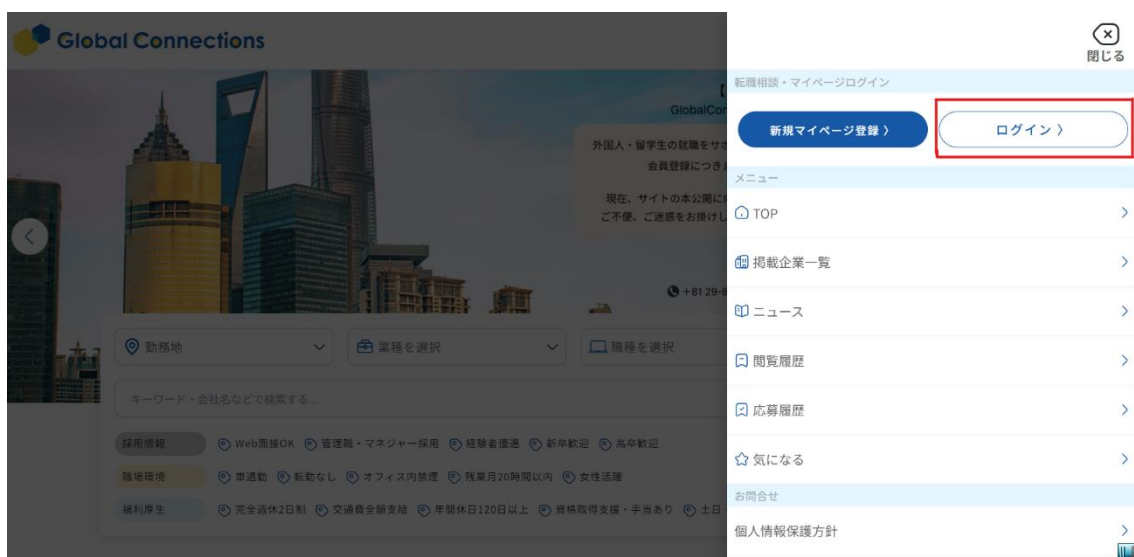 Global Connections
閉じる
転職相談・マイページログイン
新規マイページ登録 〉
ログイン 〉
メニュー
TOP
掲載企業一覧
ニュース
閲覧履歴
応募履歴
気になる
お問合せ
個人情報保護方針
【
GlobalCon
外国人・留学生の就職をサポ
会員登録につきま
現在、サイトの本公開に向
ご不便、ご迷惑をお掛けし
+81 29-8
勤務地
業種を選択
職種を選択
キーワード・会社名などで検索する...
採用情報 Web面接OK 管理職・マネジャー採用 経験者優遇 新卒歓迎 高卒歓迎
職場環境 車通勤 転勤なし オフィス内禁煙 残業月20時間以内 女性活躍
福利厚生 完全週休2日制 交通費全額支給 年間休日120日以上 資格取得支援・手当あり 土日